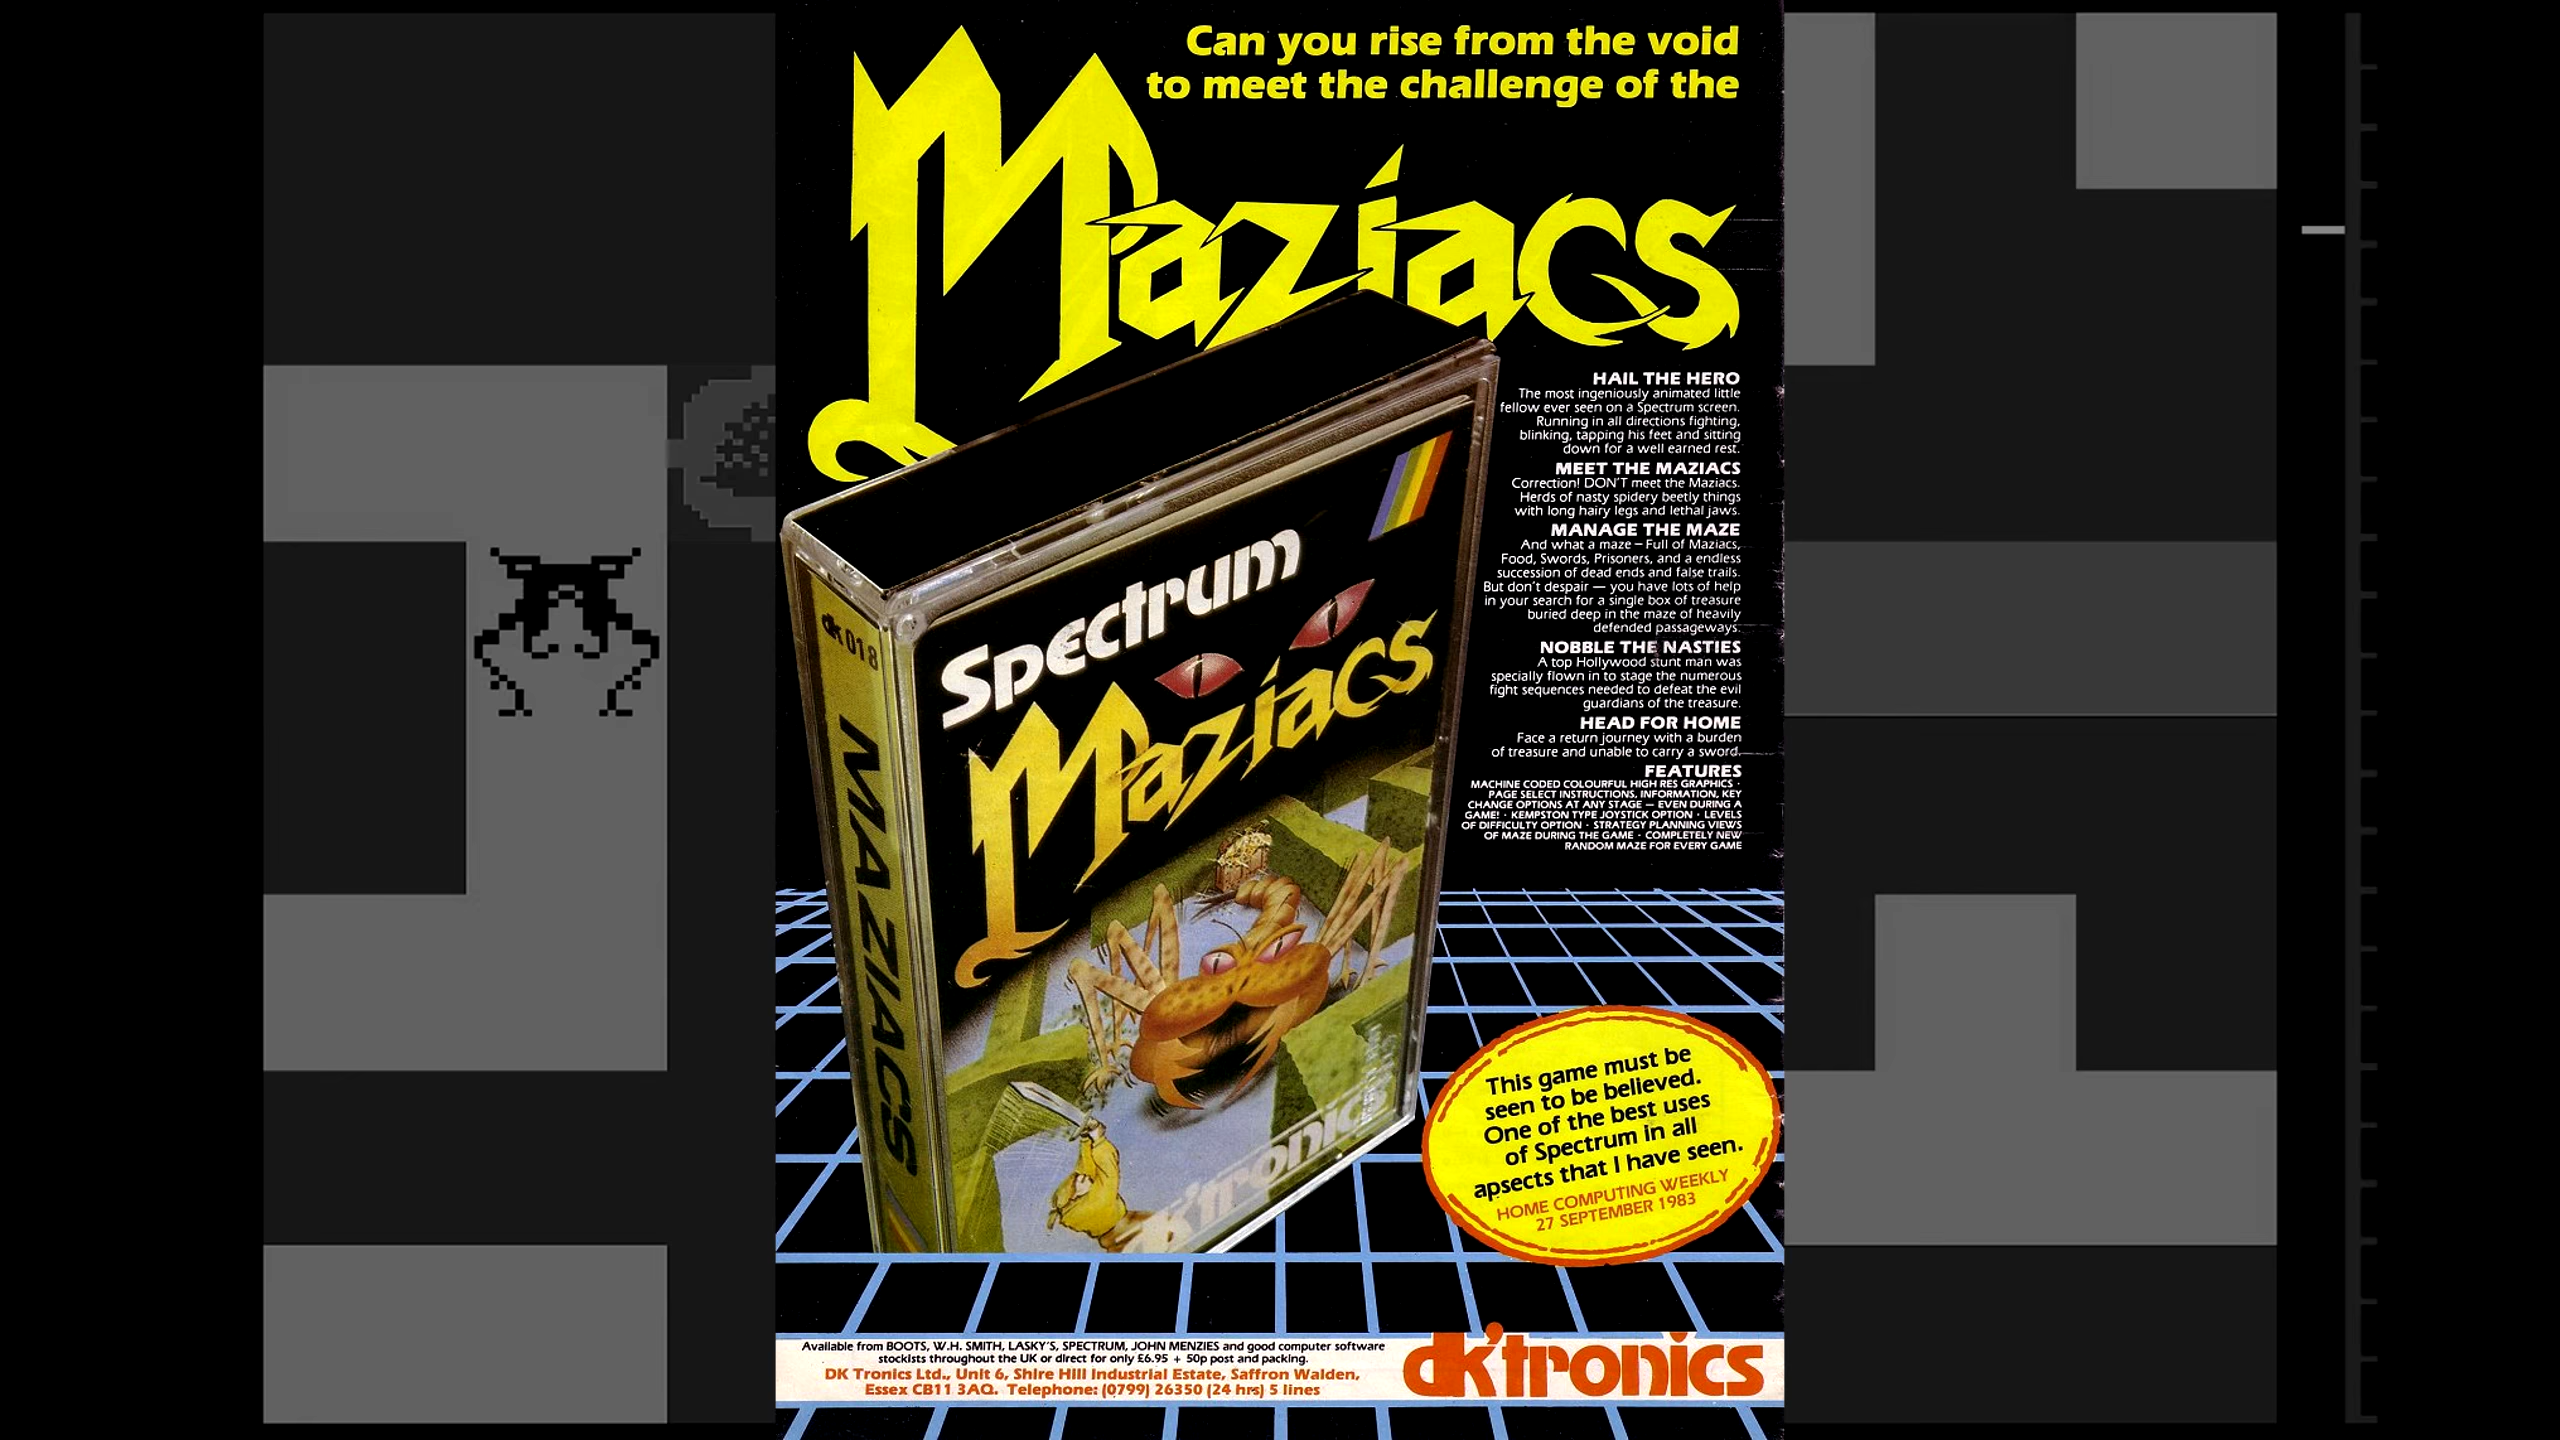 Can you rise from the void
to meet the challenge of the
Maziacs
HAIL THE HERO
The most ingeniously animated little
fellow ever seen on a Spectrum screen.
Running in all directions fighting,
blinking, tapping his feet and sitting
down for a well earned rest.
MEET THE MAZIACS
Correction! DON'T meet the Maziacs.
Herds of nasty spidery beetly things
with long hairy legs and lethal jaws.
MANAGE THE MAZE
And what a maze – Full of Maziacs,
Food, Swords, Prisoners, and a endless
succession of dead ends and false trails.
But don't despair — you have lots of help
in your search for a single box of treasure
buried deep in the maze of heavily
defended passageways.
NOBBLE THE NASTIES
A top Hollywood stunt man was
specially flown in to stage the numerous
fight sequences needed to defeat the evil
guardians of the treasure.
HEAD FOR HOME
Face a return journey with a burden
of treasure and unable to carry a sword.
FEATURES
MACHINE CODED COLOURFUL HIGH RES GRAPHICS ·
PAGE SELECT INSTRUCTIONS, INFORMATION, KEY
CHANGE OPTIONS AT ANY STAGE — EVEN DURING A
GAME! · KEMPSTON TYPE JOYSTICK OPTION · LEVELS
OF DIFFICULTY OPTION · STRATEGY PLANNING VIEWS
OF MAZE DURING THE GAME · COMPLETELY NEW
RANDOM MAZE FOR EVERY GAME
dk 018
MAZIACS
Spectrum
Maziacs
dk'tronics
This game must be
seen to be believed.
One of the best uses
of Spectrum in all
apsects that I have seen.
HOME COMPUTING WEEKLY
27 SEPTEMBER 1983
Available from BOOTS, W.H. SMITH, LASKY'S, SPECTRUM, JOHN MENZIES and good computer software
stockists throughout the UK or direct for only £6.95 + 50p post and packing.
DK Tronics Ltd., Unit 6, Shire Hill Industrial Estate, Saffron Walden,
Essex CB11 3AQ. Telephone: (0799) 26350 (24 hrs) 5 lines
dk'tronics